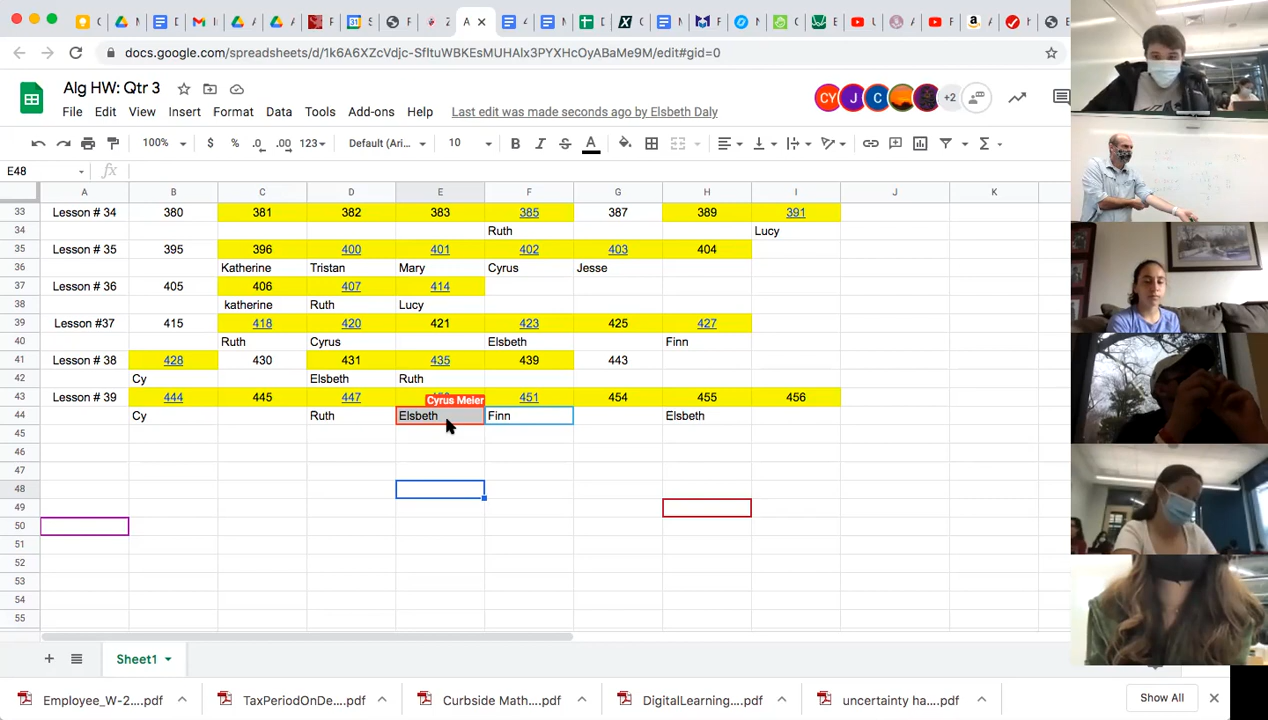 docs.google.com/spreadsheets/d/1k6A6XZcVdjc-SfItuWBKEsMUHAIx3PYXHcOyABaMe9M/edit#gid=0
Alg HW: Qtr 3
CY J C +2
File Edit View Insert Format Data Tools Add-ons Help Last edit was made seconds ago by Elsbeth Daly
100% $ % .0 .00 123 Default (Ari... 10 B I S A
E48 fx
A B C D E F G H I J K
33 Lesson # 34 380 381 382 383 385 387 389 391
34 Ruth Lucy
35 Lesson # 35 395 396 400 401 402 403 404
36 Katherine Tristan Mary Cyrus Jesse
37 Lesson # 36 405 406 407 414
38 katherine Ruth Lucy
39 Lesson #37 415 418 420 421 423 425 427
40 Ruth Cyrus Elsbeth Finn
41 Lesson # 38 428 430 431 435 439 443
42 Cy Elsbeth Ruth
43 Lesson # 39 444 445 447 451 454 455 456
Cyrus Meier
44 Cy Ruth Elsbeth Finn Elsbeth
45
46
47
48
49
50
51
52
53
54
55
Sheet1
Employee_W-2....pdf TaxPeriodOnDe....pdf Curbside Math....pdf DigitalLearning....pdf uncertainty ha....pdf Show All